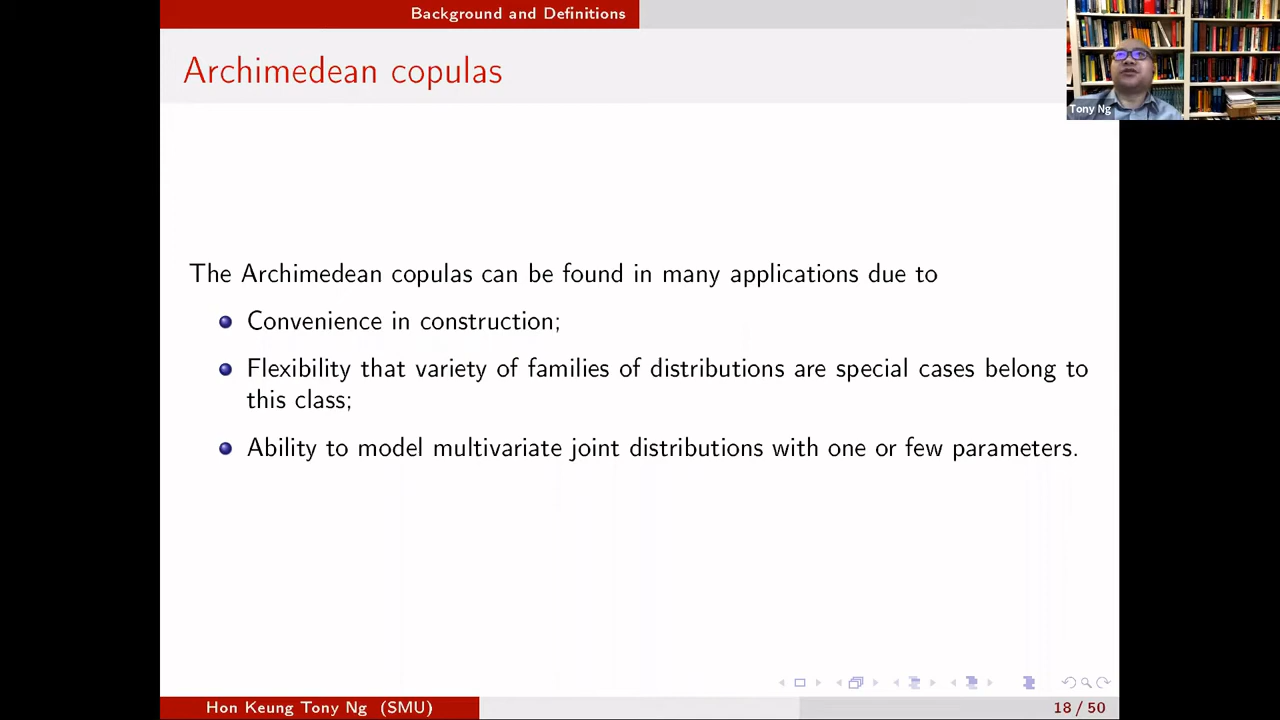 Background and Definitions
Archimedean copulas
Tony Ng
The Archimedean copulas can be found in many applications due to
Convenience in construction;
Flexibility that variety of families of distributions are special cases belong to
this class;
Ability to model multivariate joint distributions with one or few parameters.
Hon Keung Tony Ng (SMU)
18 / 50